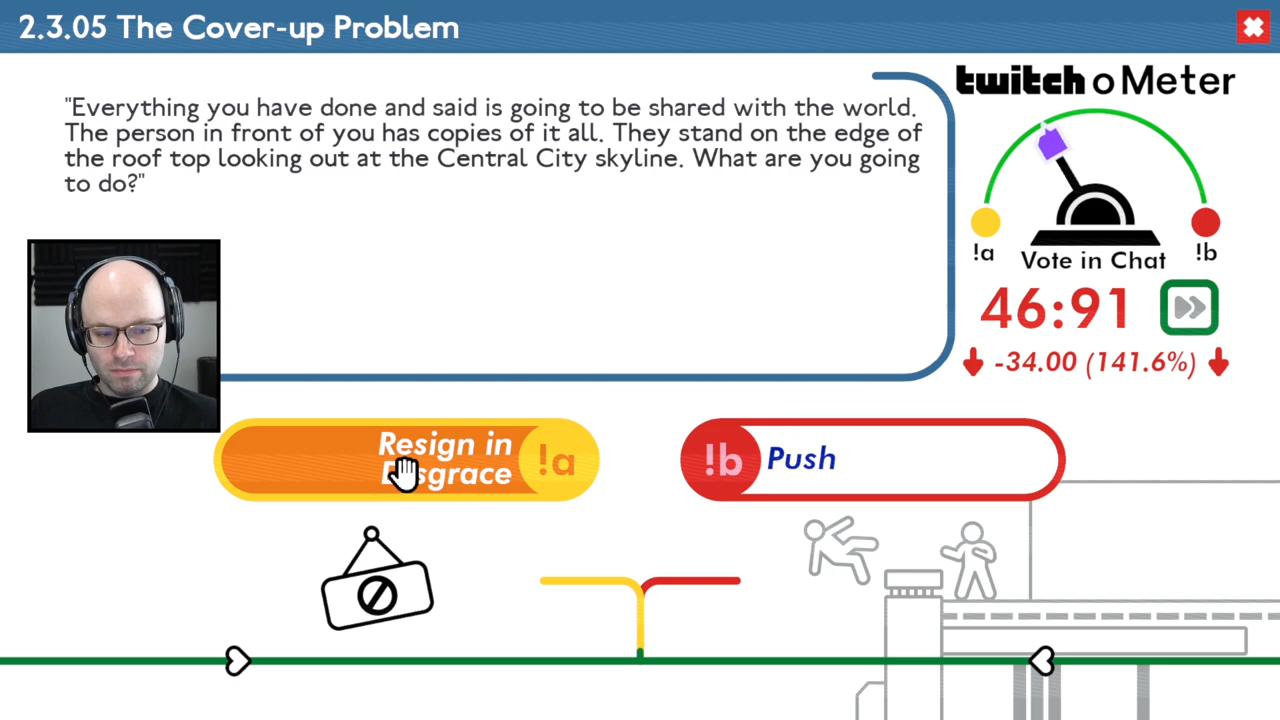 2.3.05 The Cover-up Problem
"Everything you have done and said is going to be shared with the world.
The person in front of you has copies of it all. They stand on the edge of
the roof top looking out at the Central City skyline. What are you going
to do?"
twitch o Meter
!a
!b
Vote in Chat
46:91
-34.00 (141.6%)
Resign in
Disgrace
!a
!b
Push